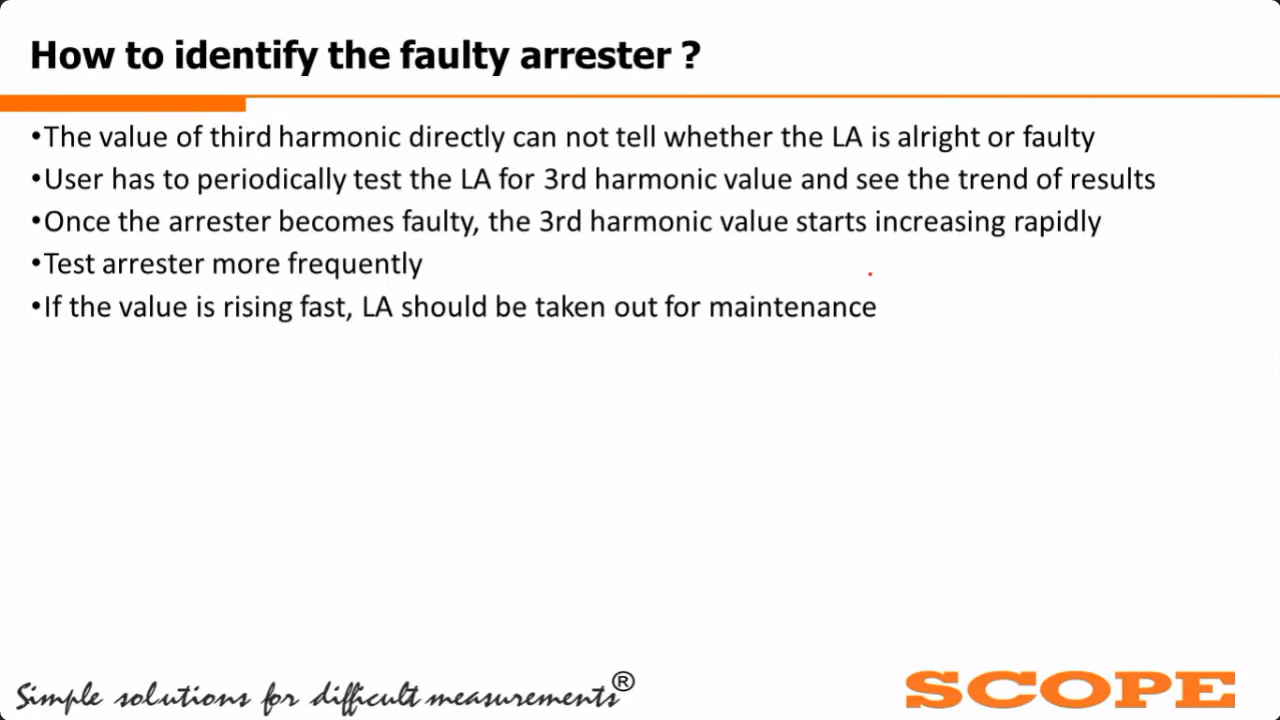 How to identify the faulty arrester ?
•The value of third harmonic directly can not tell whether the LA is alright or faulty
•User has to periodically test the LA for 3rd harmonic value and see the trend of results
•Once the arrester becomes faulty, the 3rd harmonic value starts increasing rapidly
•Test arrester more frequently
•If the value is rising fast, LA should be taken out for maintenance
Simple solutions for difficult measurements®
SCOPE